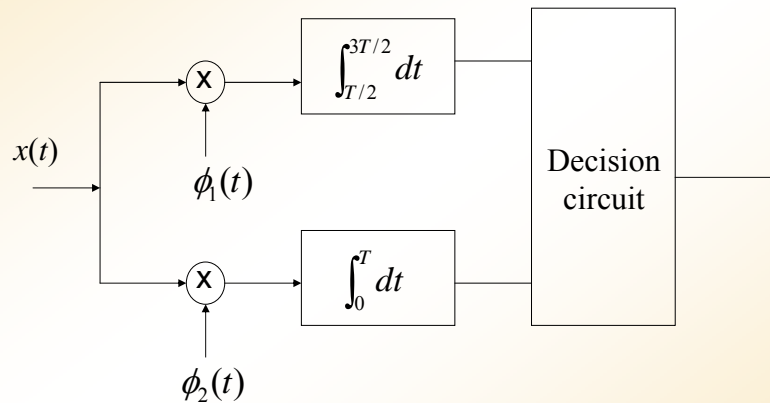 x(t)
X
ϕ₁(t)
∫_{T/2}^{3T/2} dt
X
ϕ₂(t)
∫_0^T dt
Decision
circuit